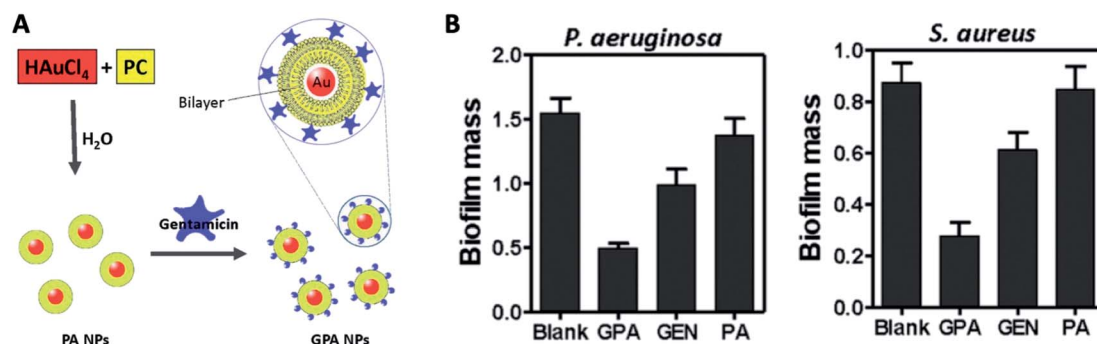 A
HAuCl₄ + PC
H₂O
Gentamicin
PA NPs
GPA NPs
Bilayer
Au
B
P. aeruginosa
Biofilm mass
2.0
1.5
1.0
0.5
0.0
Blank GPA GEN PA
S. aureus
Biofilm mass
1.0
0.8
0.6
0.4
0.2
0.0
Blank GPA GEN PA